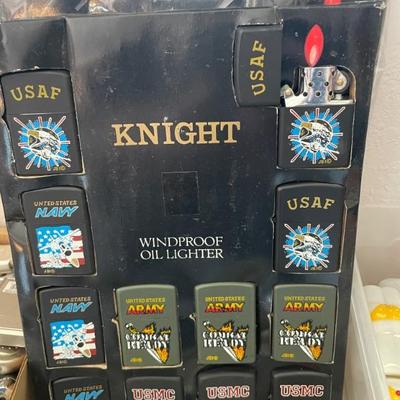 USAF
USAF
KNIGHT
USAF
UNITED STATES
NAVY
WINDPROOF
OIL LIGHTER
UNITED STATES
NAVY
UNITED STATES
ARMY
COMBAT
READY
UNITED STATES
ARMY
COMBAT
READY
UNITED STATES
ARMY
COMBAT
READY
USMC
USMC
USMC